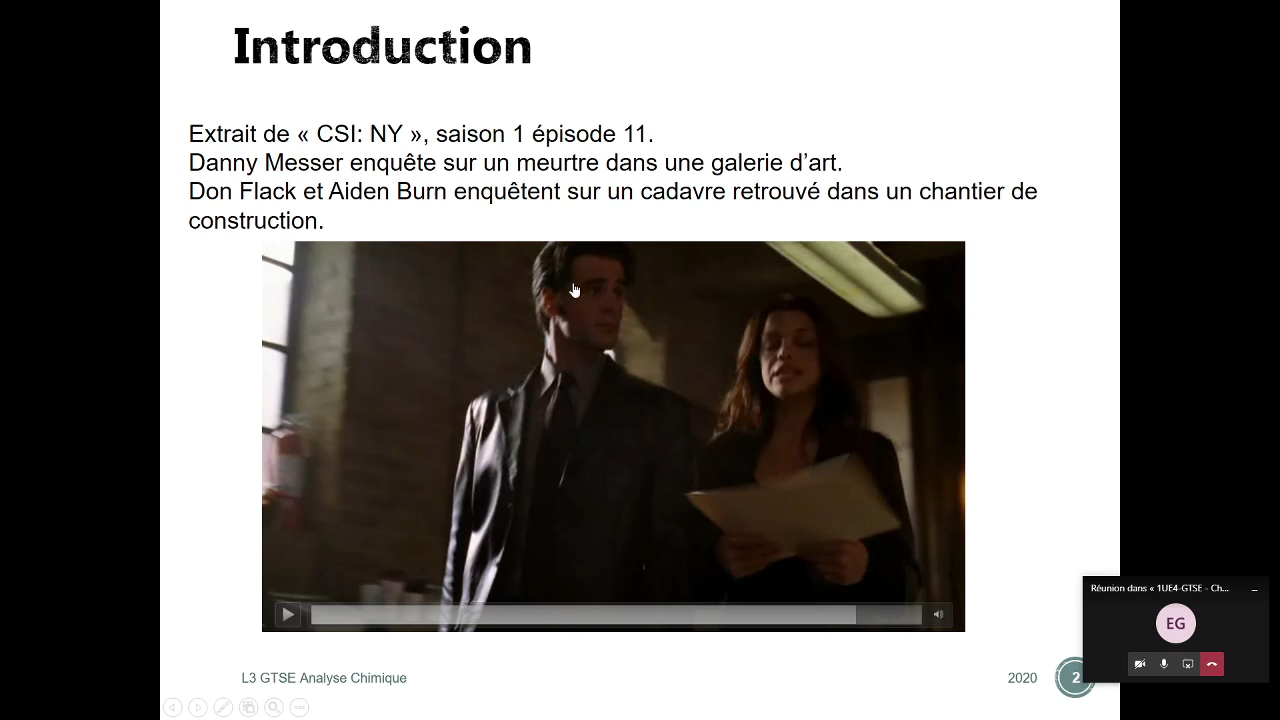 Introduction
Extrait de « CSI: NY », saison 1 épisode 11.
Danny Messer enquête sur un meurtre dans une galerie d’art.
Don Flack et Aiden Burn enquêtent sur un cadavre retrouvé dans un chantier de
construction.
Réunion dans « 1UE4-GTSE - Ch...
EG
L3 GTSE Analyse Chimique
2020
2